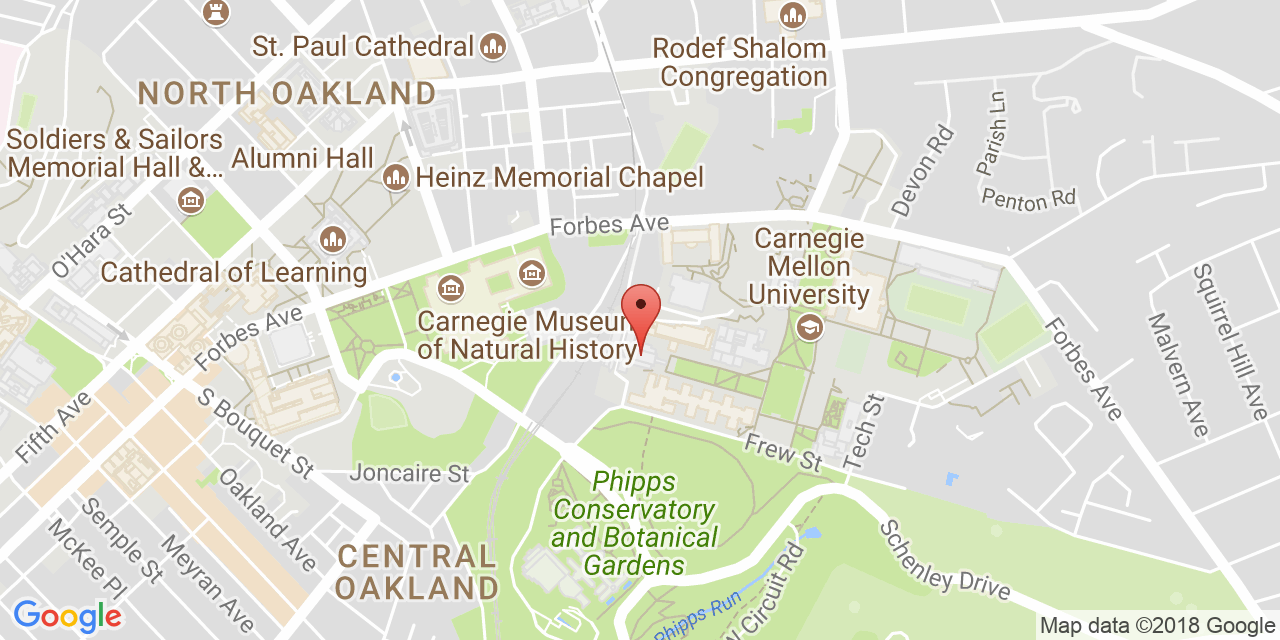 St. Paul Cathedral
Rodef Shalom
Congregation
NORTH OAKLAND
Soldiers & Sailors
Memorial Hall &...
Alumni Hall
Heinz Memorial Chapel
Parish Ln
Devon Rd
Penton Rd
O'Hara St
Forbes Ave
Cathedral of Learning
Carnegie
Mellon
University
Squirrel Hill Ave
Malvern Ave
Forbes Ave
Forbes Ave
Carnegie Museum
of Natural History
Fifth Ave
S Bouquet St
Joncaire St
Frew St
Tech St
Oakland Ave
Semple St
McKee Pl
Meyran Ave
CENTRAL
OAKLAND
Phipps
Conservatory
and Botanical
Gardens
Schenley Drive
Phipps Run
N Circuit Rd
Google
Map data ©2018 Google